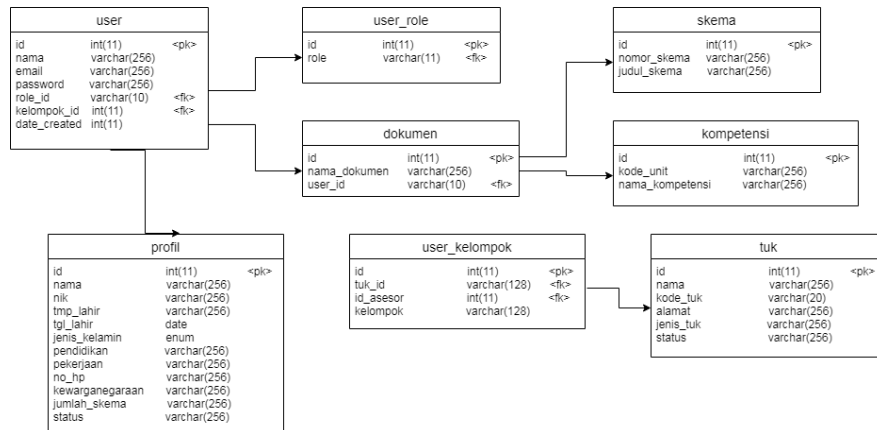 user
id int(11) <pk>
nama varchar(256)
email varchar(256)
password varchar(256)
role_id varchar(10) <fk>
kelompok_id int(11) <fk>
date_created int(11)
user_role
id int(11) <pk>
role varchar(11) <fk>
skema
id int(11) <pk>
nomor_skema varchar(256)
judul_skema varchar(256)
dokumen
id int(11) <pk>
nama_dokumen varchar(256)
user_id varchar(10) <fk>
kompetensi
id int(11) <pk>
kode_unit varchar(256)
nama_kompetensi varchar(256)
profil
id int(11) <pk>
nama varchar(256)
nik varchar(256)
tmp_lahir varchar(256)
tgl_lahir date
jenis_kelamin enum
pendidikan varchar(256)
pekerjaan varchar(256)
no_hp varchar(256)
kewarganegaraan varchar(256)
jumlah_skema varchar(256)
status varchar(256)
user_kelompok
id int(11) <pk>
tuk_id varchar(128) <fk>
id_asesor int(11) <fk>
kelompok varchar(128)
tuk
id int(11) <pk>
nama varchar(256)
kode_tuk varchar(20)
alamat varchar(256)
jenis_tuk varchar(256)
status varchar(256)